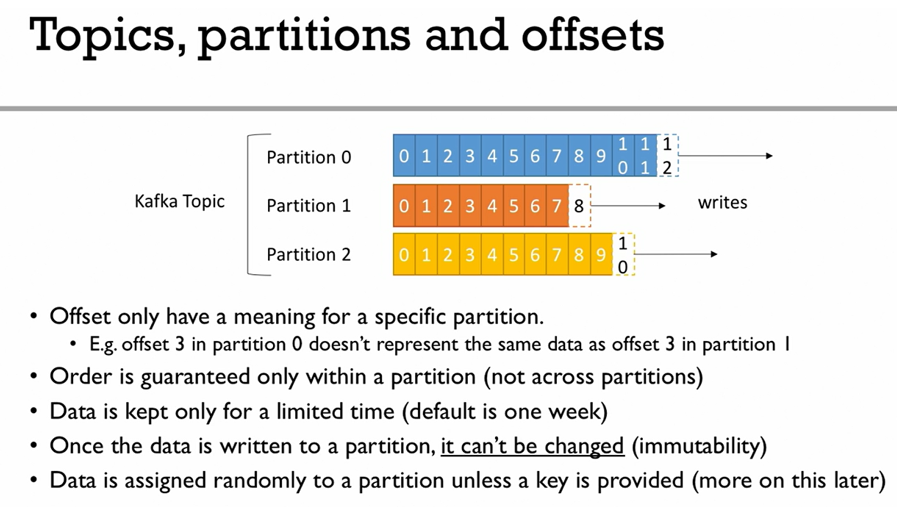 Topics, partitions and offsets
Kafka Topic
Partition 0
0 1 2 3 4 5 6 7 8 9 10 11 12
Partition 1
0 1 2 3 4 5 6 7 8
writes
Partition 2
0 1 2 3 4 5 6 7 8 9 10
• Offset only have a meaning for a specific partition.
• E.g. offset 3 in partition 0 doesn't represent the same data as offset 3 in partition 1
• Order is guaranteed only within a partition (not across partitions)
• Data is kept only for a limited time (default is one week)
• Once the data is written to a partition, it can't be changed (immutability)
• Data is assigned randomly to a partition unless a key is provided (more on this later)